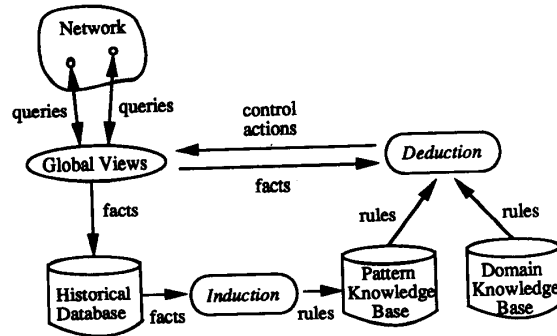 Network
queries
queries
control
actions
Deduction
Global Views
facts
facts
rules
rules
Historical
Database
facts
Induction
rules
Pattern
Knowledge
Base
Domain
Knowledge
Base